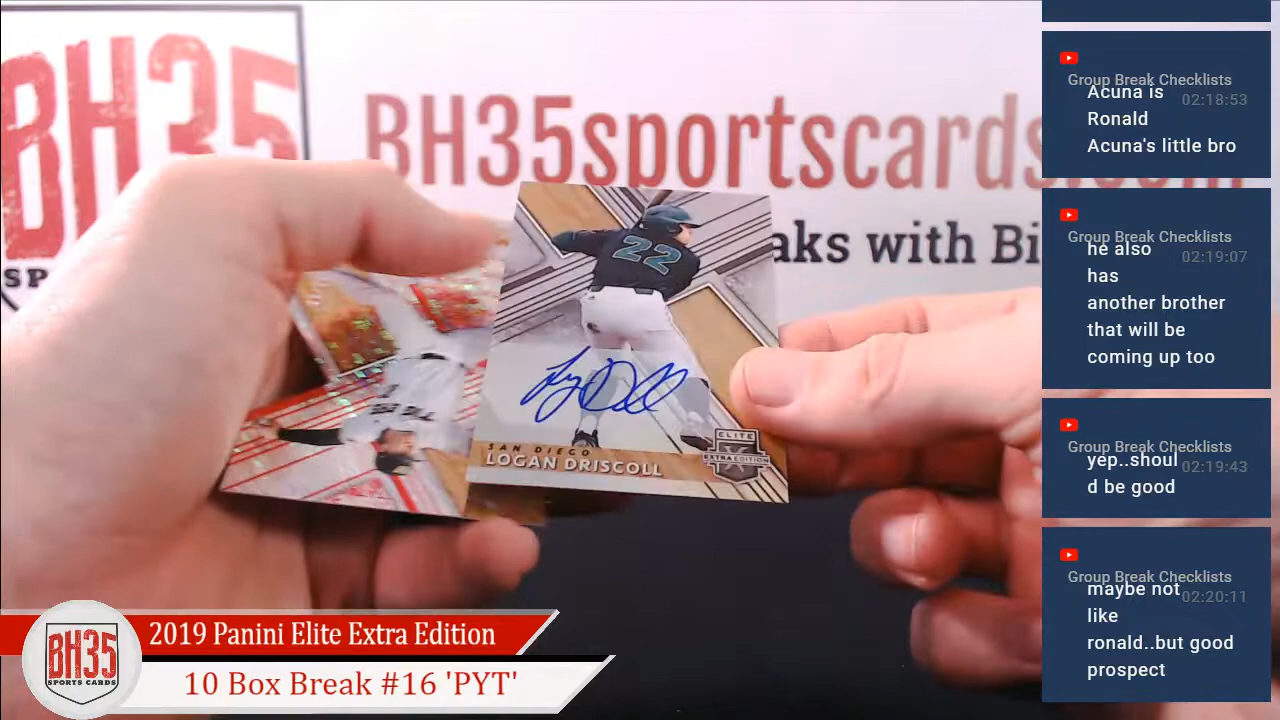 BH35
SP
BH35sportscards.com
aks with Bi
22
SAN DIEGO
LOGAN DRISCOLL
ELITE
EXTRA EDITION
BH35
SPORTS CARDS
2019 Panini Elite Extra Edition
10 Box Break #16 'PYT'
Group Break Checklists
Acuna is
02:18:53
Ronald
Acuna's little bro
Group Break Checklists
he also
02:19:07
has
another brother
that will be
coming up too
Group Break Checklists
yep..shoul
02:19:43
d be good
Group Break Checklists
maybe not
02:20:11
like
ronald..but good
prospect